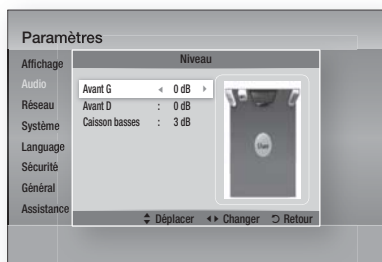 Paramètres
Affichage
Audio
Réseau
Système
Language
Sécurité
Général
Assistance
Niveau
Avant G ◀ 0 dB ▶
Avant D : 0 dB
Caisson basses : 3 dB
User
Déplacer Changer Retour